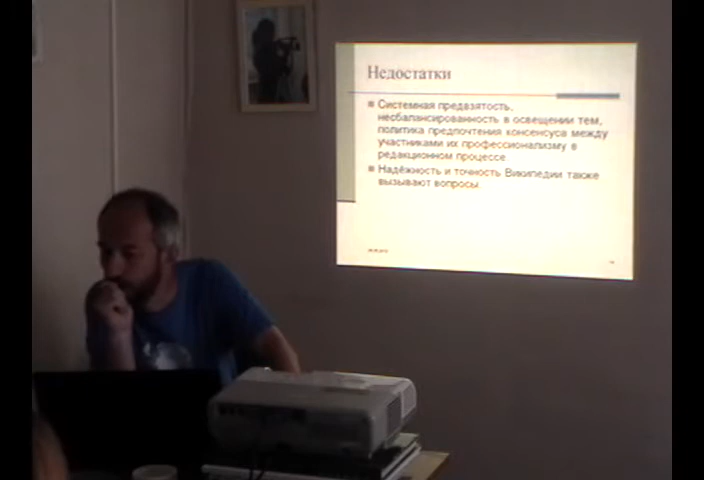 Недостатки
Системная предвзятость,
несбалансированность в освещении тем,
политика предпочтения консенсуса между
участниками их профессионализму в
редакционном процессе
Надёжность и точность Википедии также
вызывают вопросы.